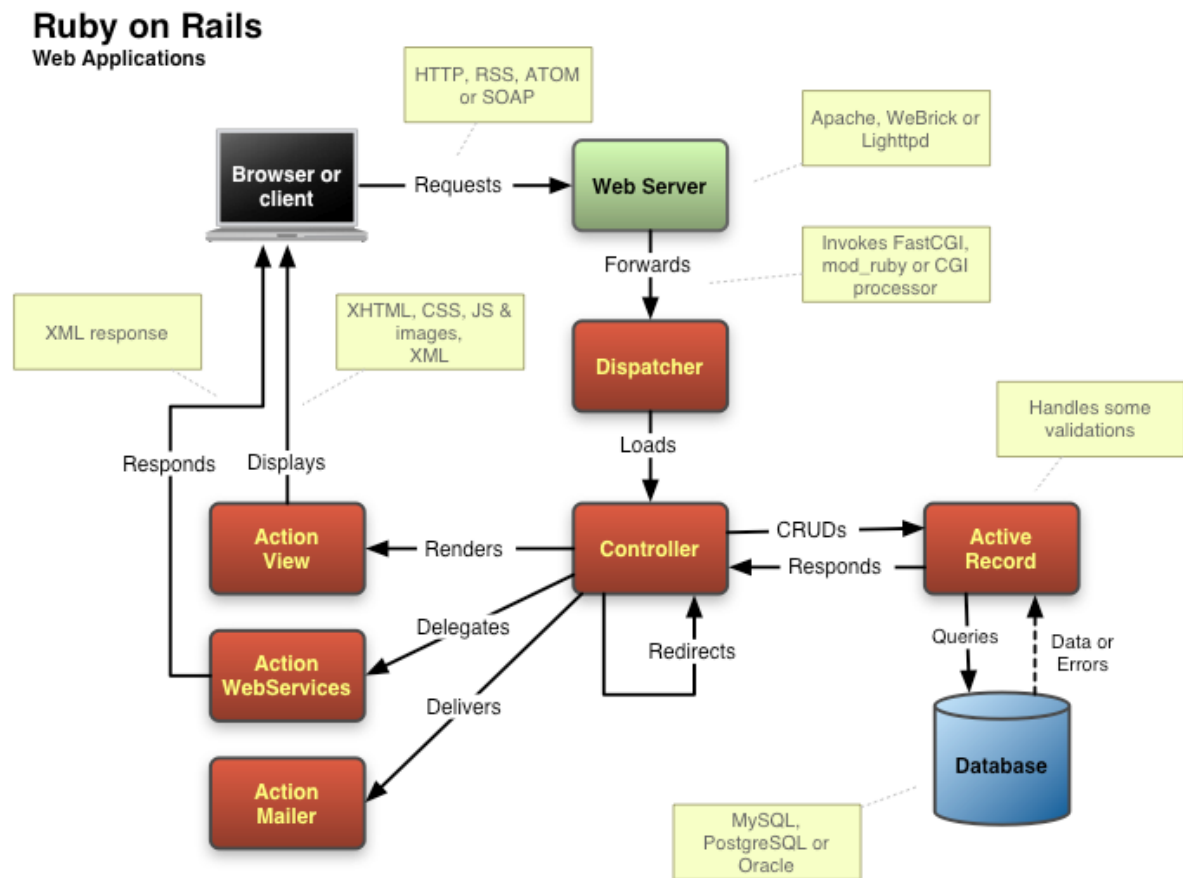 Ruby on Rails
Web Applications
HTTP, RSS, ATOM
or SOAP
Apache, WeBrick or
Lighttpd
Browser or
client
Requests
Web Server
Forwards
Invokes FastCGI,
mod_ruby or CGI
processor
XML response
XHTML, CSS, JS &
images,
XML
Dispatcher
Handles some
validations
Loads
Responds
Displays
Action
View
Renders
Controller
CRUDs
Responds
Active
Record
Delegates
Redirects
Queries
Data or
Errors
Action
WebServices
Delivers
Action
Mailer
Database
MySQL,
PostgreSQL or
Oracle